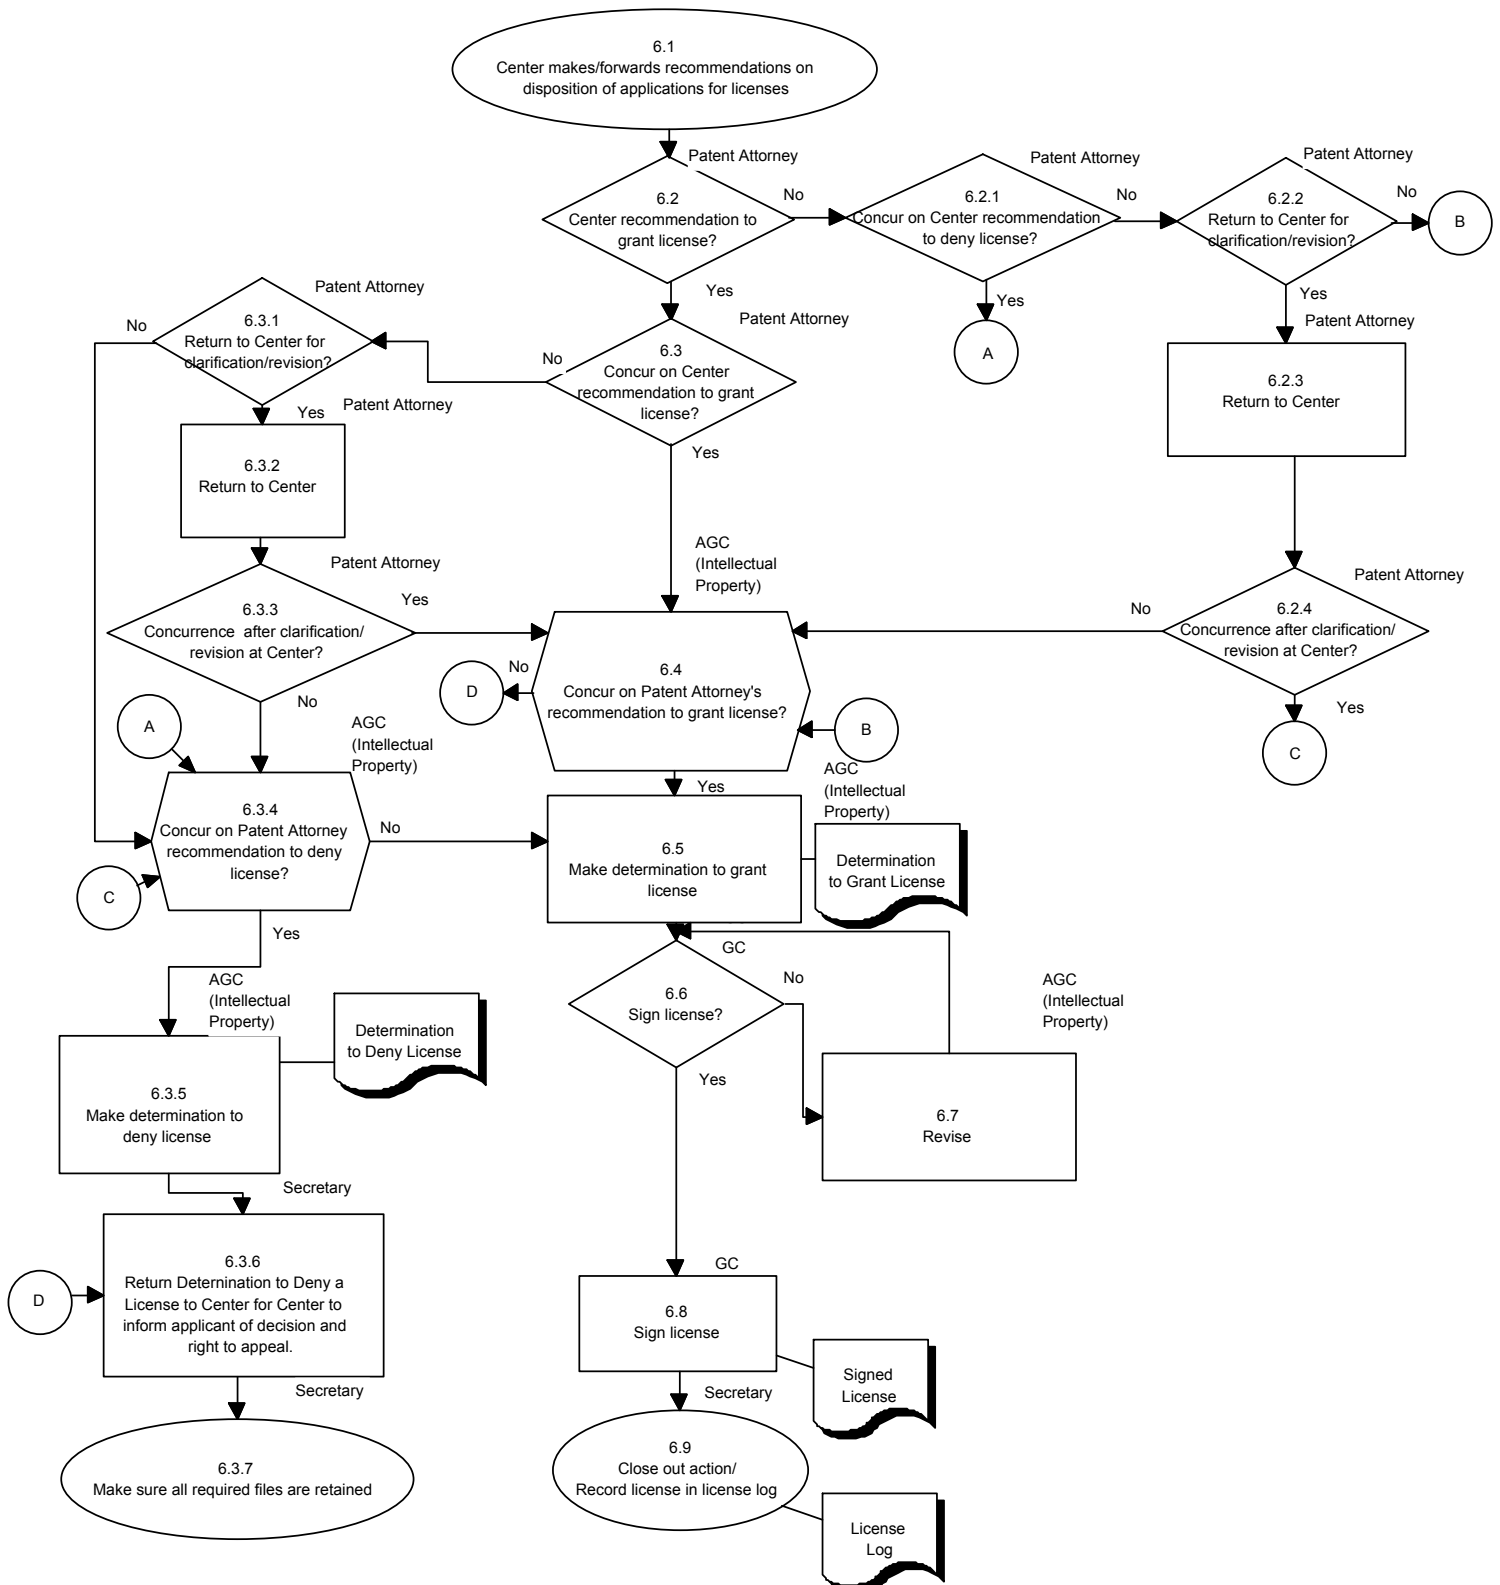 6.1
Center makes/forwards recommendations on
disposition of applications for licenses
Patent Attorney
6.2
Center recommendation to
grant license?
No
Yes
Patent Attorney
6.2.1
Concur on Center recommendation
to deny license?
No
Yes
A
Patent Attorney
6.2.2
Return to Center for
clarification/revision?
No
B
Yes
Patent Attorney
6.2.3
Return to Center
Patent Attorney
6.3
Concur on Center
recommendation to grant
license?
No
Yes
Patent Attorney
6.3.1
Return to Center for
clarification/revision?
No
Yes
Patent Attorney
6.3.2
Return to Center
Patent Attorney
6.3.3
Concurrence after clarification/
revision at Center?
Yes
No
AGC
(Intellectual
Property)
6.4
Concur on Patent Attorney's
recommendation to grant license?
No
D
B
Yes
Patent Attorney
6.2.4
Concurrence after clarification/
revision at Center?
No
Yes
C
A
AGC
(Intellectual
Property)
6.3.4
Concur on Patent Attorney
recommendation to deny
license?
No
C
Yes
AGC
(Intellectual
Property)
6.5
Make determination to grant
license
Determination
to Grant License
GC
6.6
Sign license?
No
Yes
AGC
(Intellectual
Property)
6.7
Revise
AGC
(Intellectual
Property)
6.3.5
Make determination to
deny license
Determination
to Deny License
Secretary
6.3.6
Return Deternination to Deny a
License to Center for Center to
inform applicant of decision and
right to appeal.
D
Secretary
6.3.7
Make sure all required files are retained
GC
6.8
Sign license
Signed
License
Secretary
6.9
Close out action/
Record license in license log
License
Log